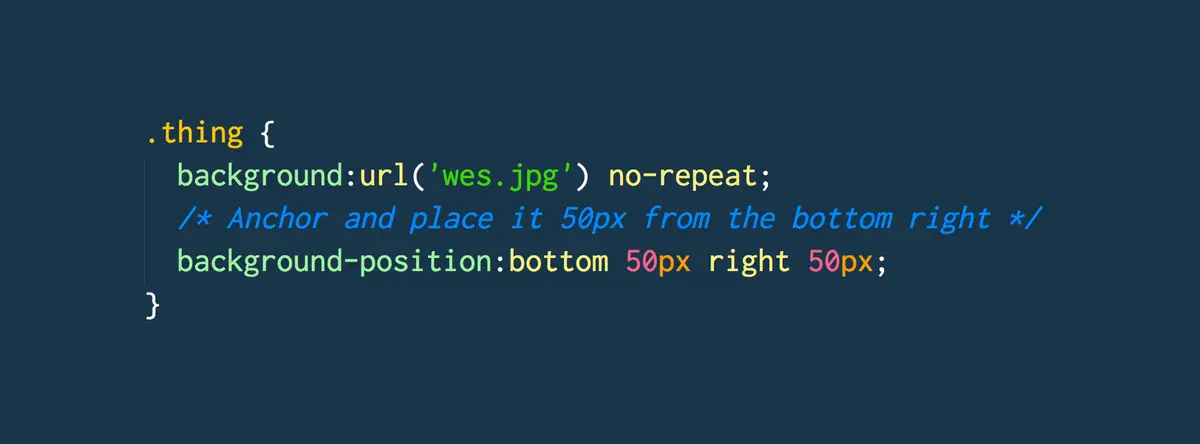 .thing {
background:url('wes.jpg') no-repeat;
/* Anchor and place it 50px from the bottom right */
background-position:bottom 50px right 50px;
}